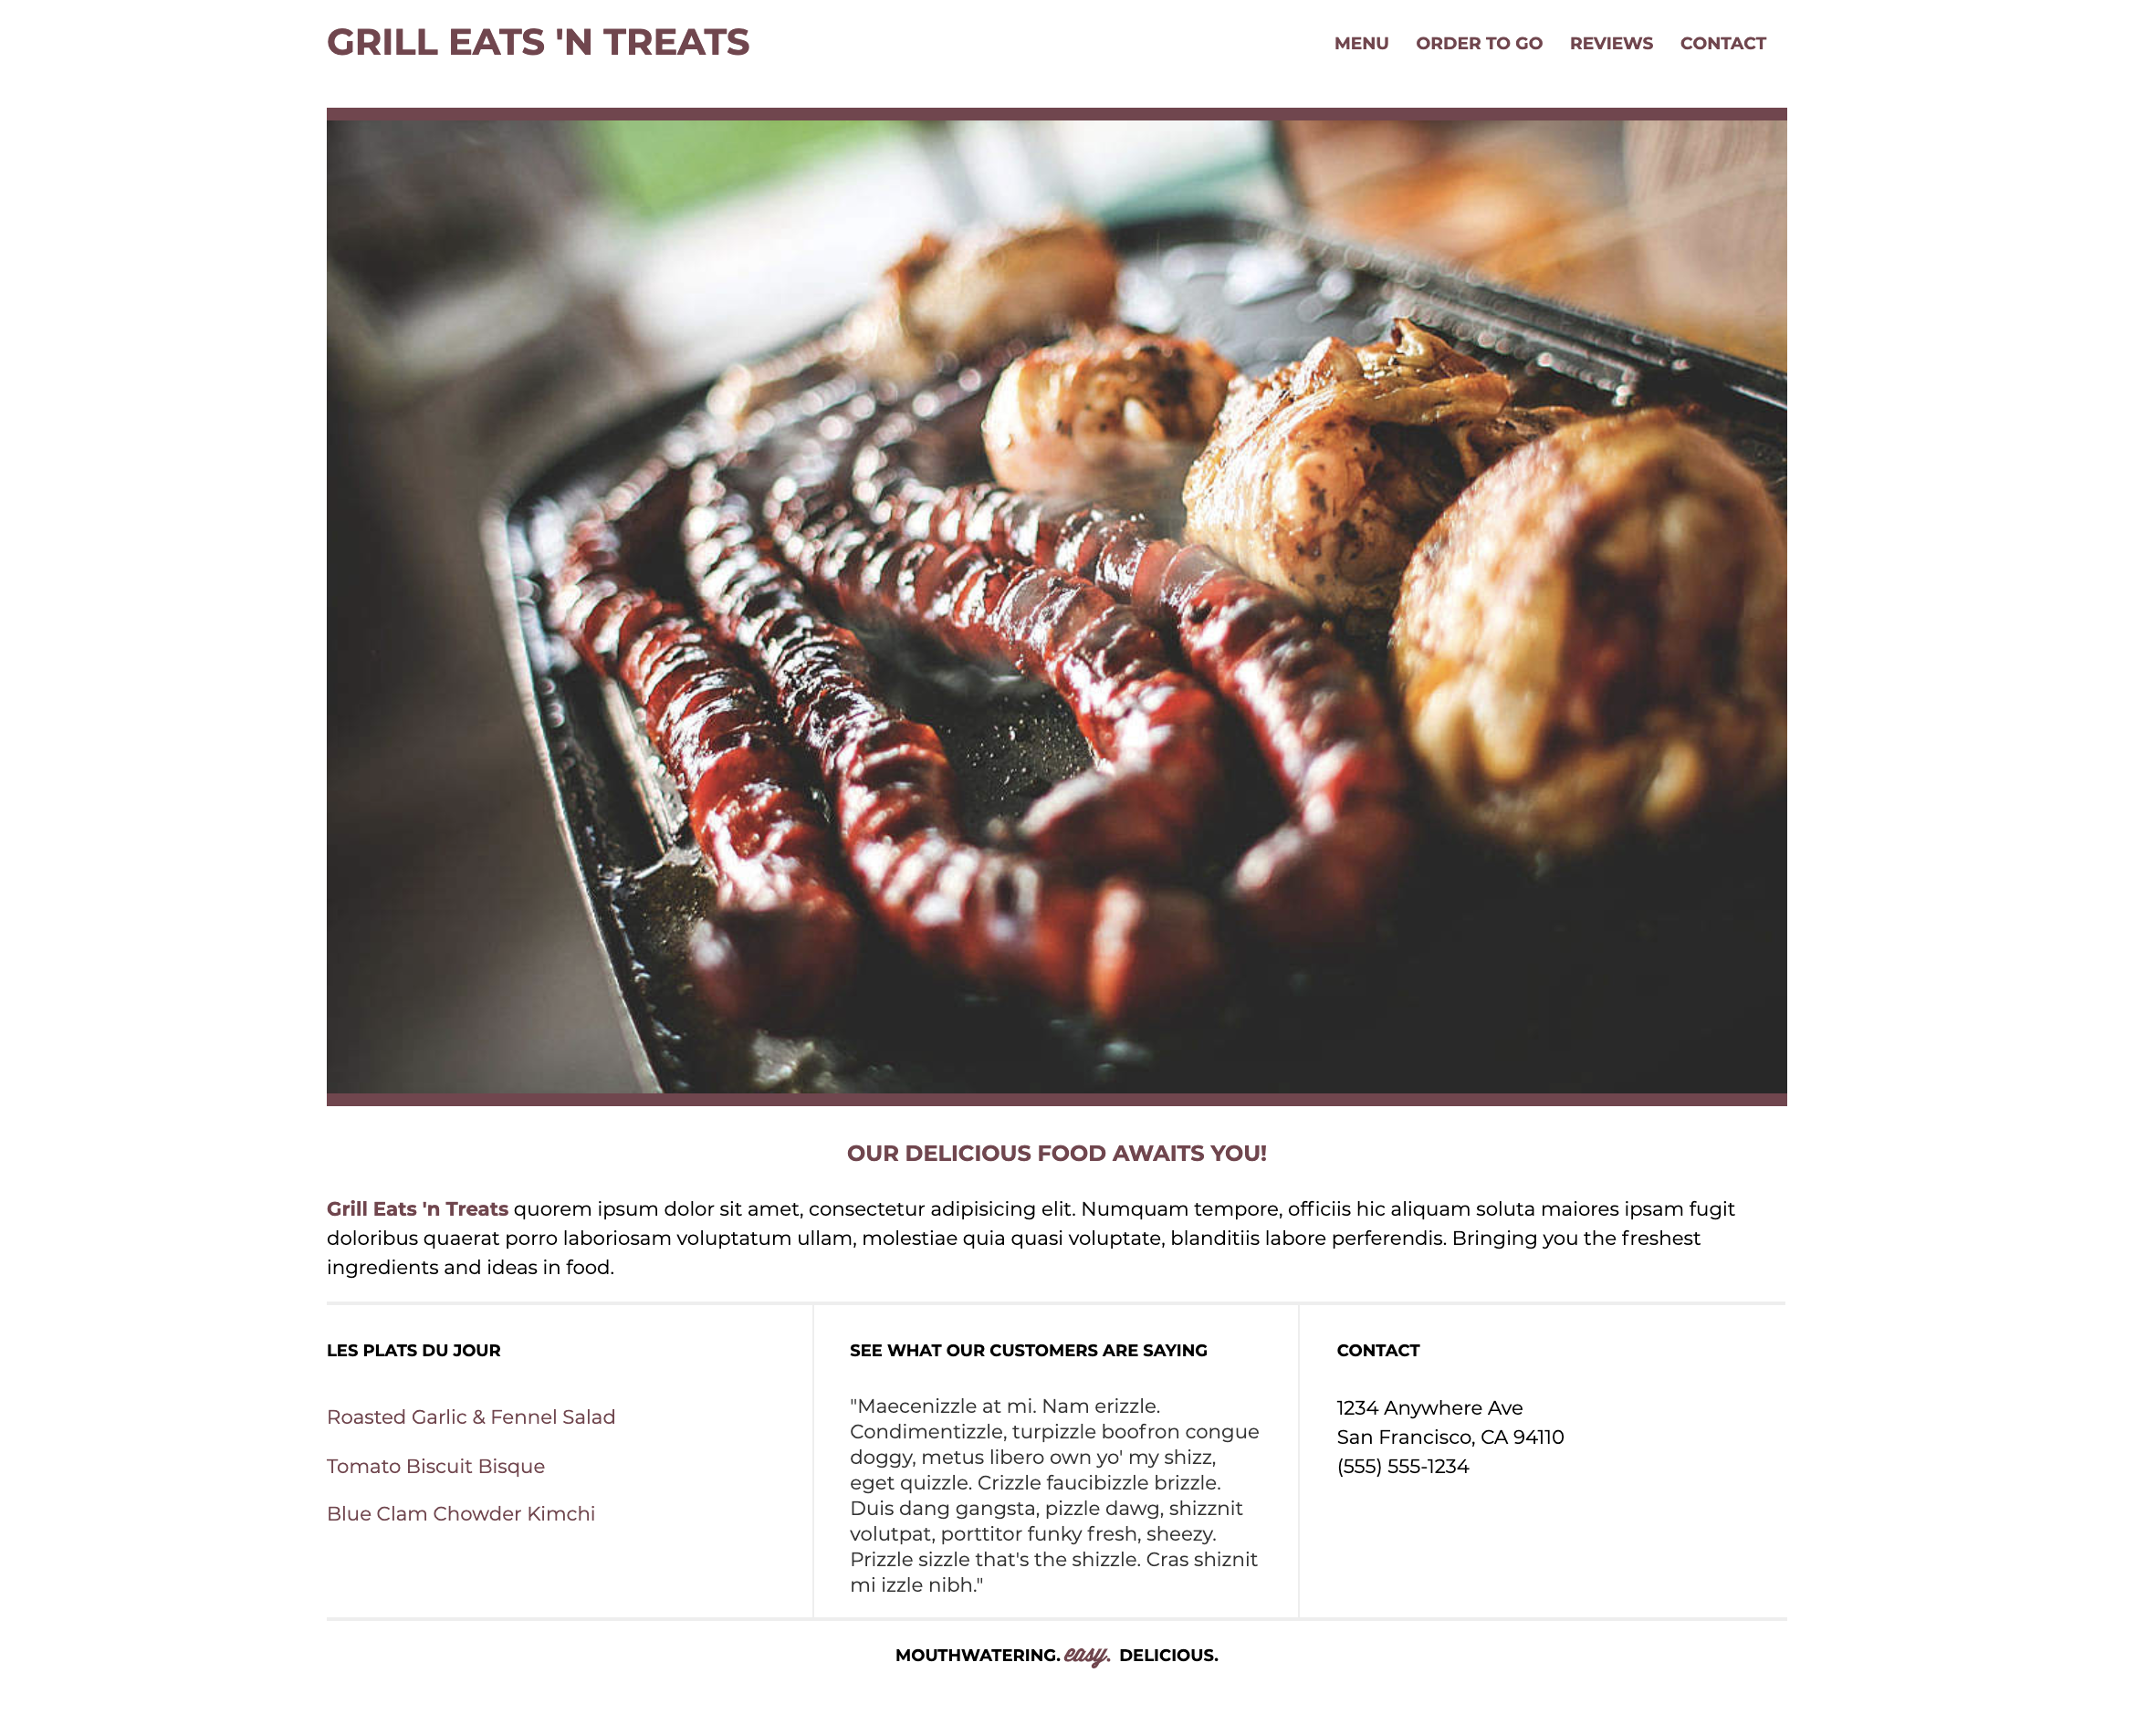 GRILL EATS 'N TREATS
MENU ORDER TO GO REVIEWS CONTACT
OUR DELICIOUS FOOD AWAITS YOU!
Grill Eats 'n Treats quorem ipsum dolor sit amet, consectetur adipisicing elit. Numquam tempore, officiis hic aliquam soluta maiores ipsam fugit
doloribus quaerat porro laboriosam voluptatum ullam, molestiae quia quasi voluptate, blanditiis labore perferendis. Bringing you the freshest
ingredients and ideas in food.
LES PLATS DU JOUR
Roasted Garlic & Fennel Salad
Tomato Biscuit Bisque
Blue Clam Chowder Kimchi
SEE WHAT OUR CUSTOMERS ARE SAYING
"Maecenizzle at mi. Nam erizzle.
Condimentizzle, turpizzle boofron congue
doggy, metus libero own yo' my shizz,
eget quizzle. Crizzle faucibizzle brizzle.
Duis dang gangsta, pizzle dawg, shizznit
volutpat, porttitor funky fresh, sheezy.
Prizzle sizzle that's the shizzle. Cras shiznit
mi izzle nibh."
CONTACT
1234 Anywhere Ave
San Francisco, CA 94110
(555) 555-1234
MOUTHWATERING. easy. DELICIOUS.